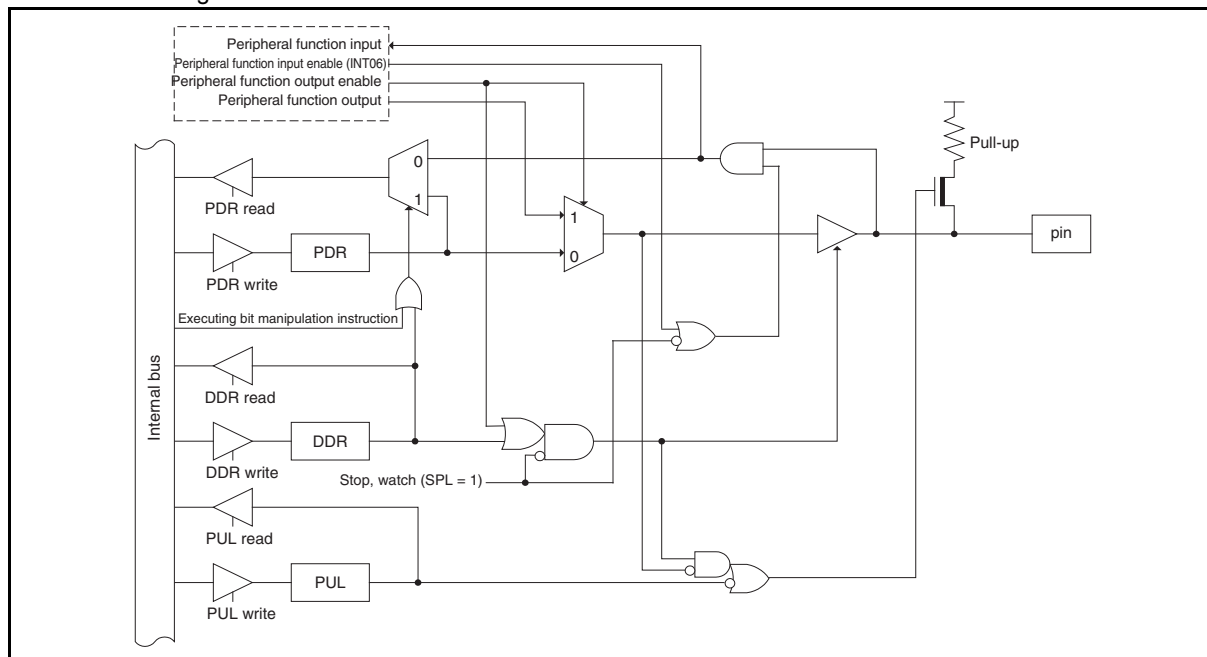 Peripheral function input
Peripheral function input enable (INT06)
Peripheral function output enable
Peripheral function output
Pull-up
0
1
PDR read
1
0
pin
PDR
PDR write
Executing bit manipulation instruction
Internal bus
DDR read
DDR
DDR write
Stop, watch (SPL = 1)
PUL read
PUL
PUL write